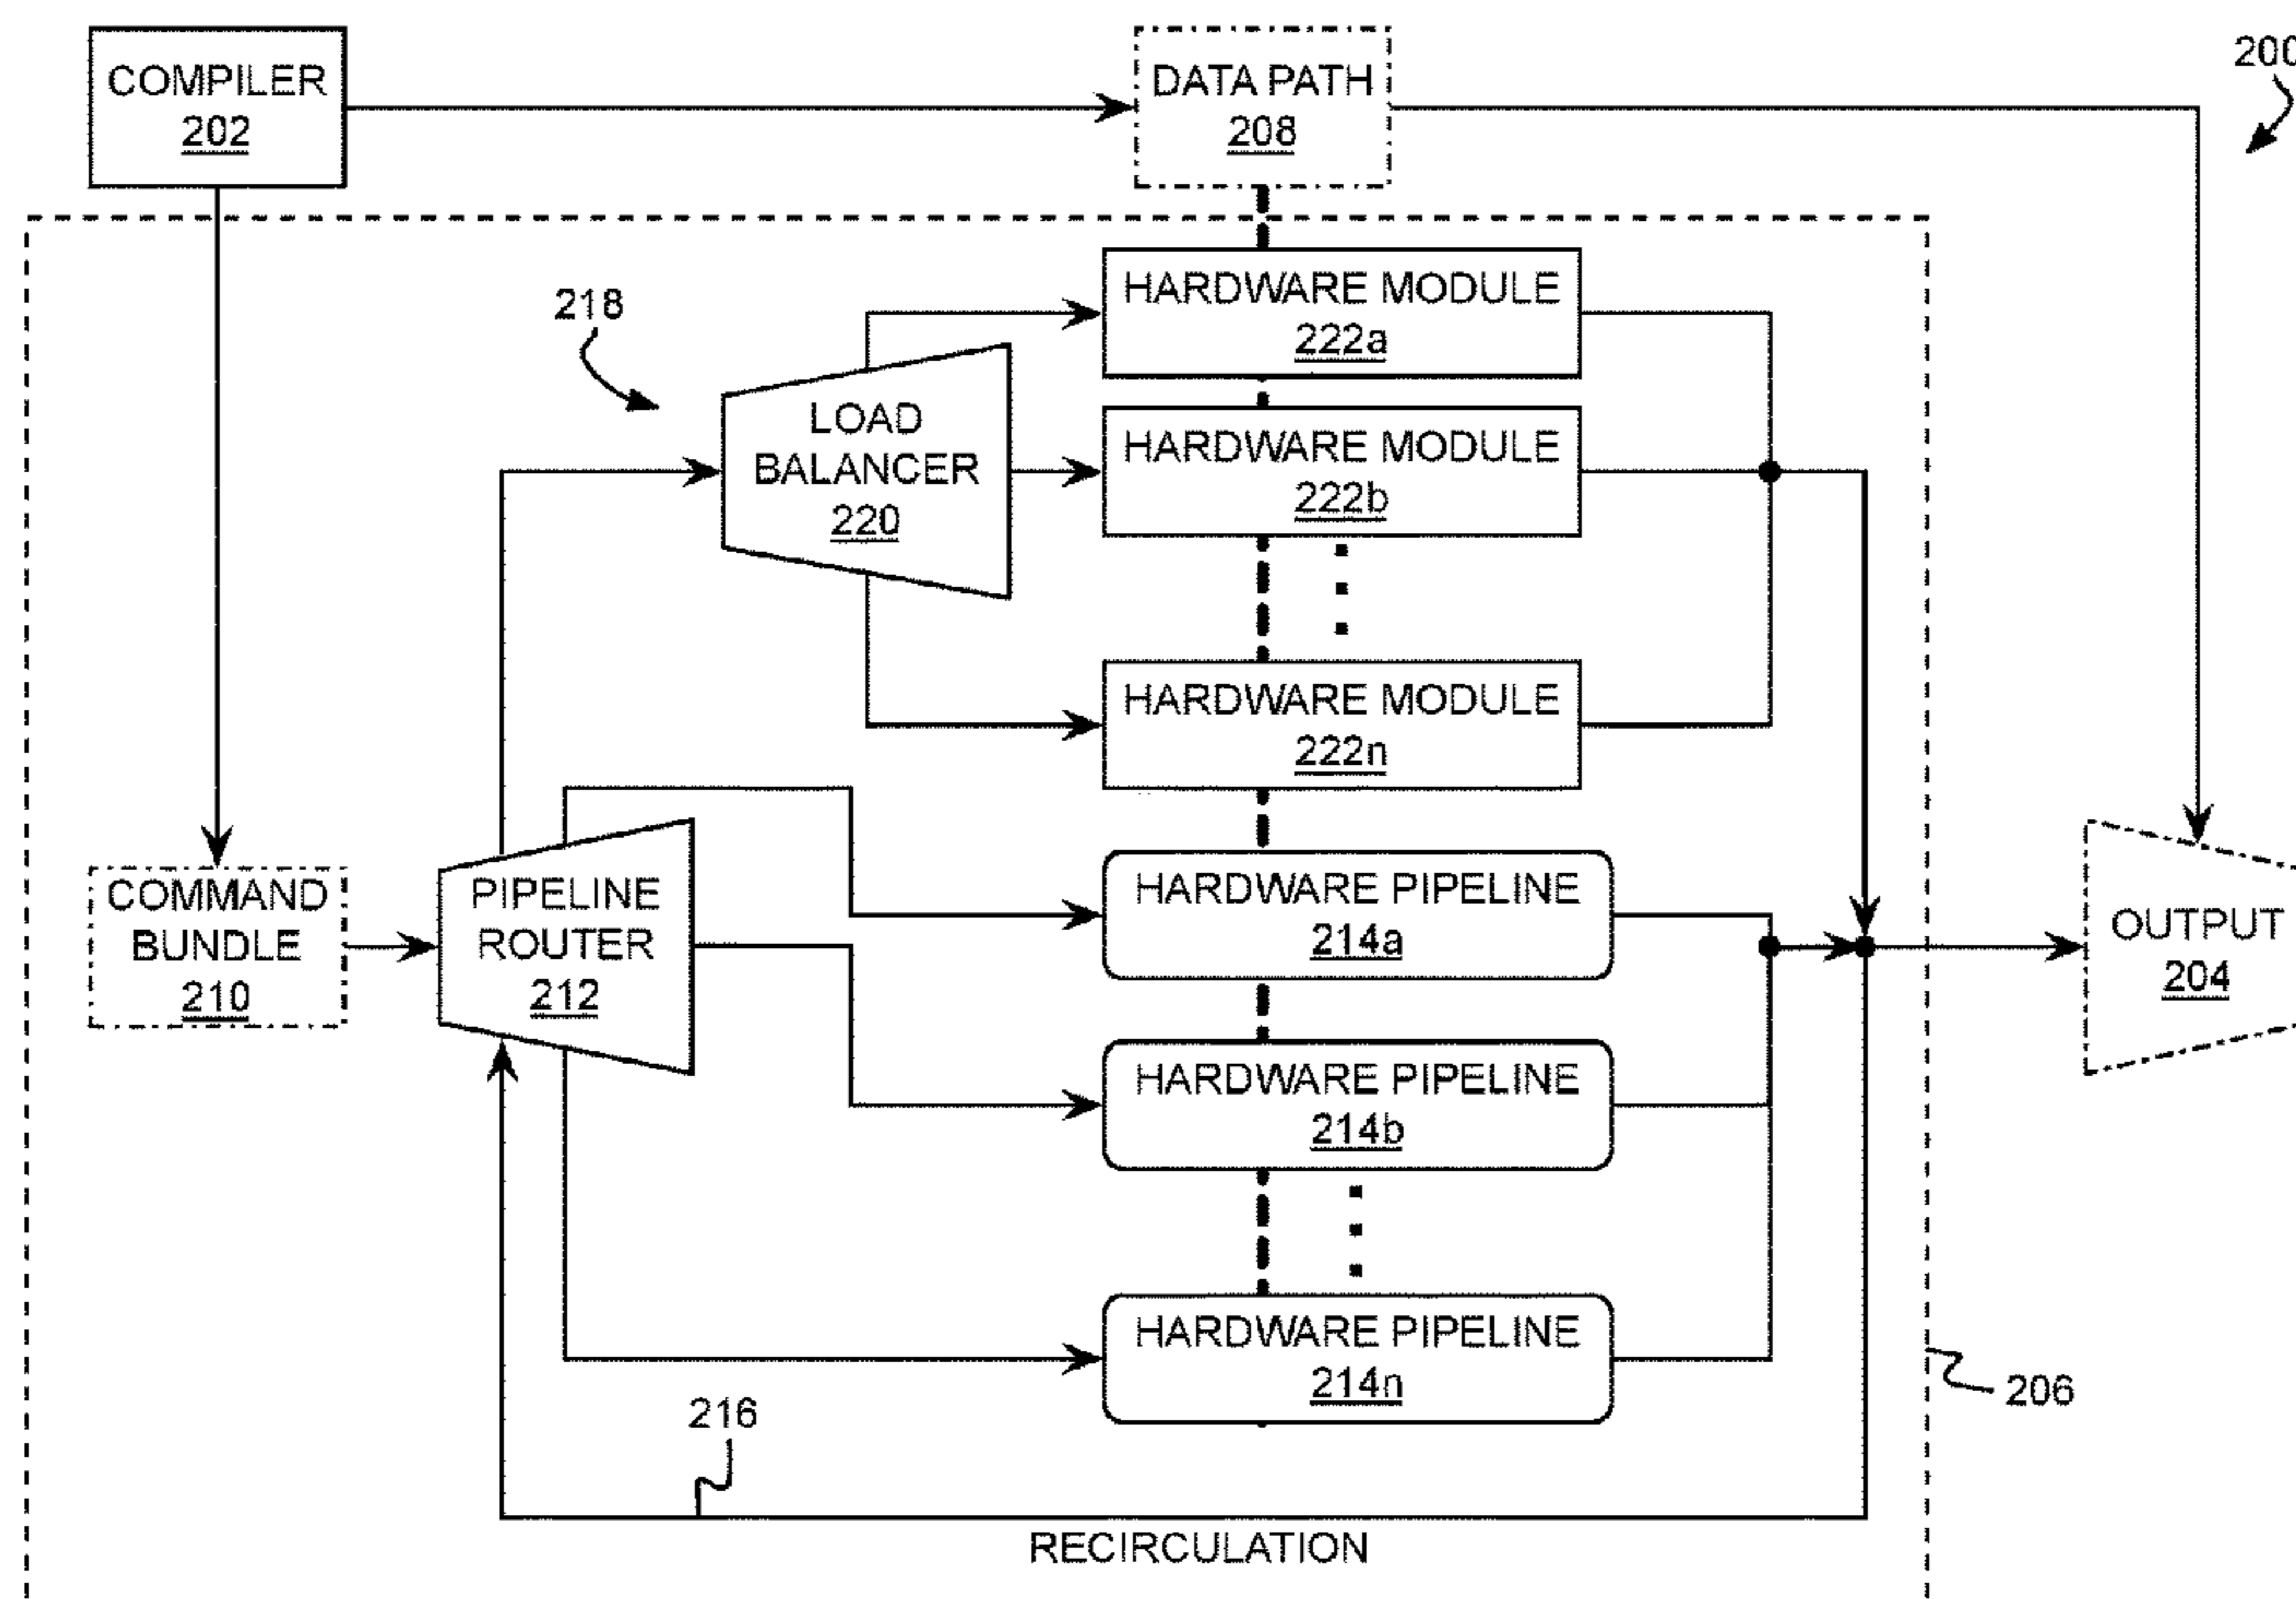 COMPILER
202
DATA PATH
208
200
218
HARDWARE MODULE
222a
LOAD
BALANCER
220
HARDWARE MODULE
222b
HARDWARE MODULE
222n
COMMAND
BUNDLE
210
PIPELINE
ROUTER
212
HARDWARE PIPELINE
214a
OUTPUT
204
HARDWARE PIPELINE
214b
HARDWARE PIPELINE
214n
206
216
RECIRCULATION